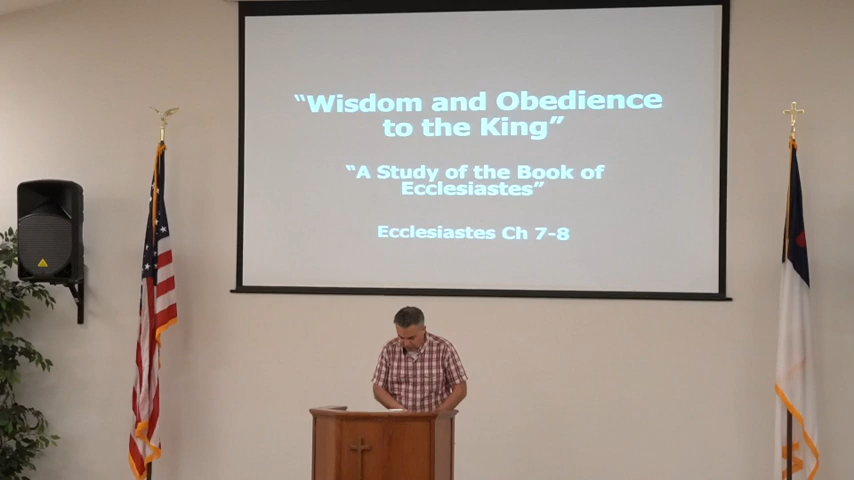 “Wisdom and Obedience
to the King”
“A Study of the Book of
Ecclesiastes”
Ecclesiastes Ch 7-8